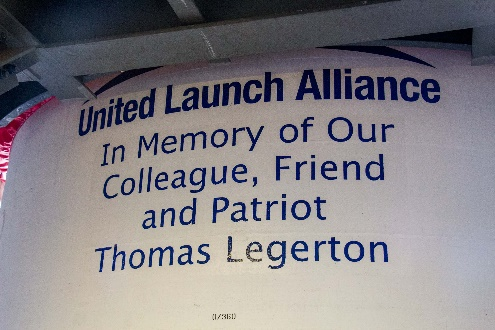 United Launch Alliance
In Memory of Our
Colleague, Friend
and Patriot
Thomas Legerton